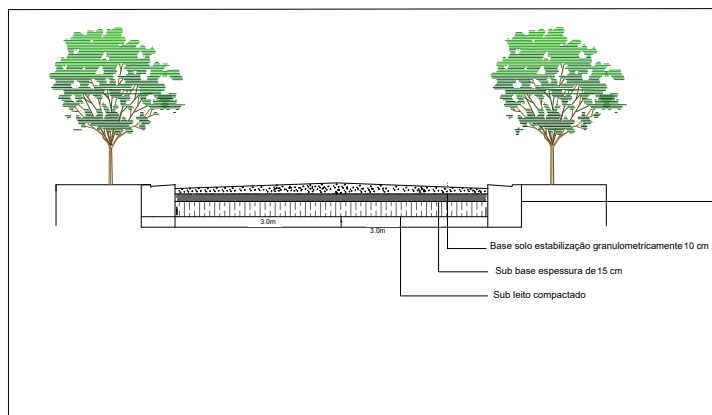 3.0m
3.0m
Base solo estabilização granulometricamente 10 cm
Sub base espessura de 15 cm
Sub leito compactado